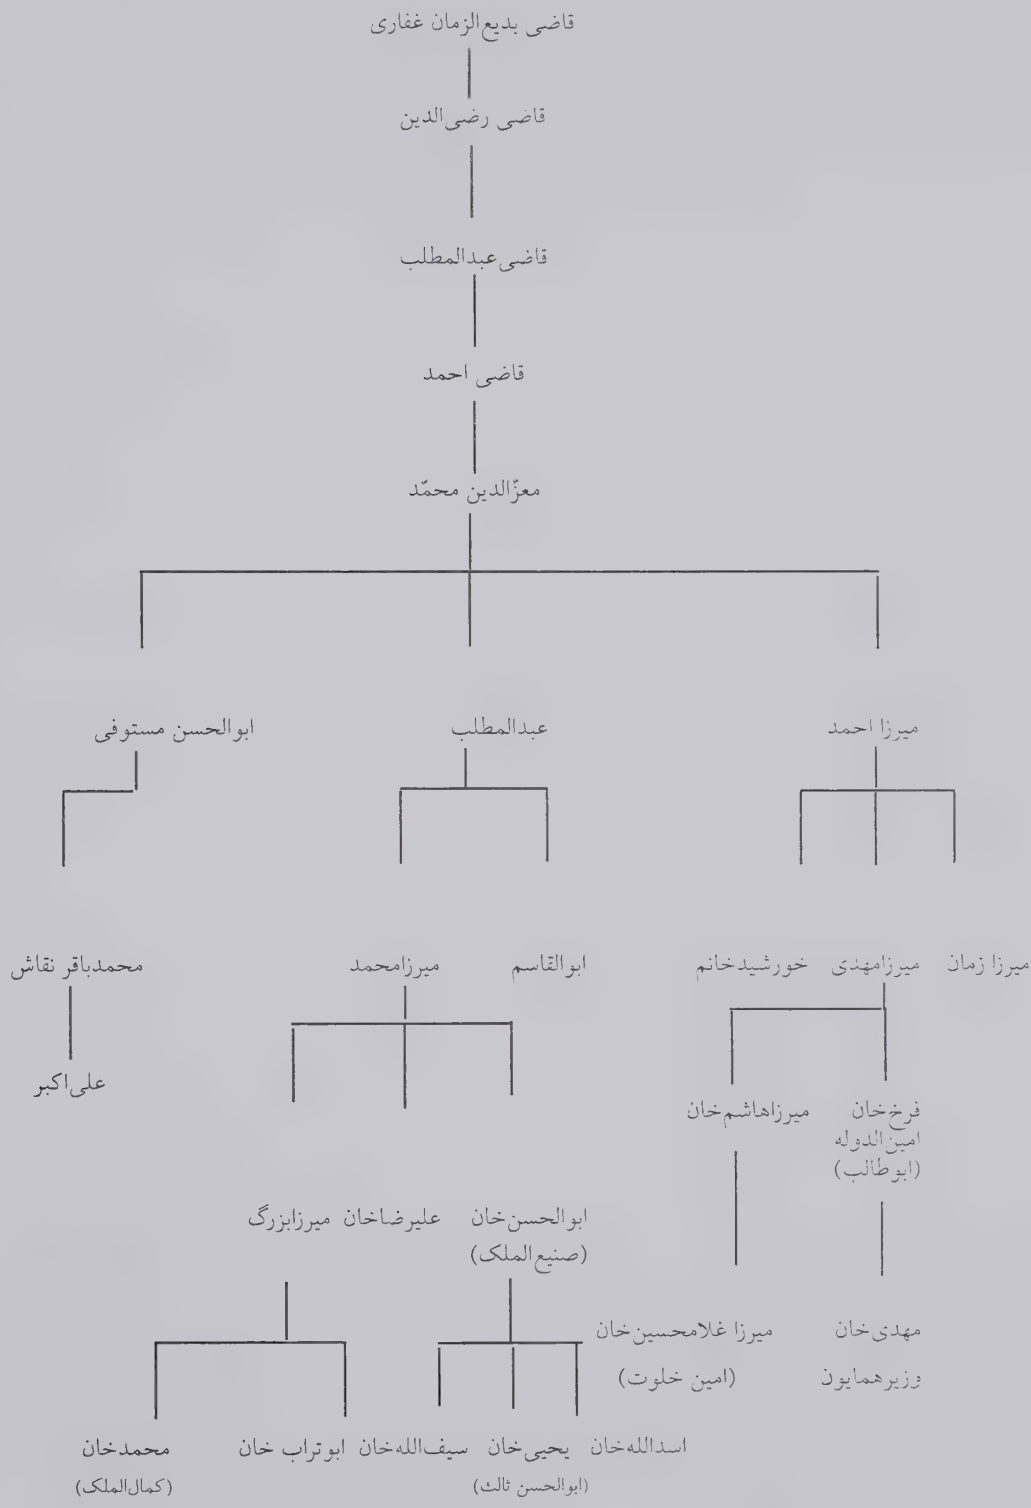 قاضی بدیع‌الزمان غفاری
قاضی رضی‌الدین
قاضی عبدالمطلب
قاضی احمد
معزّالدین محمّد
میرزا احمد
عبدالمطلب
ابوالحسن مستوفی
میرزا زمان
میرزامهدی
خورشیدخانم
ابوالقاسم
میرزامحمد
محمدباقر نقاش
علی‌اکبر
فرخ‌خان
امین‌الدوله
(ابوطالب)
میرزاهاشم‌خان
ابوالحسن‌خان
(صنیع‌الملک)
علیرضاخان
میرزابزرگ
مهدی‌خان
وزیرهمایون
میرزا غلامحسین‌خان
(امین خلوت)
اسدالله‌خان
یحیی‌خان
(ابوالحسن ثالث)
سیف‌الله‌خان
ابوتراب خان
محمدخان
(کمال‌الملک)